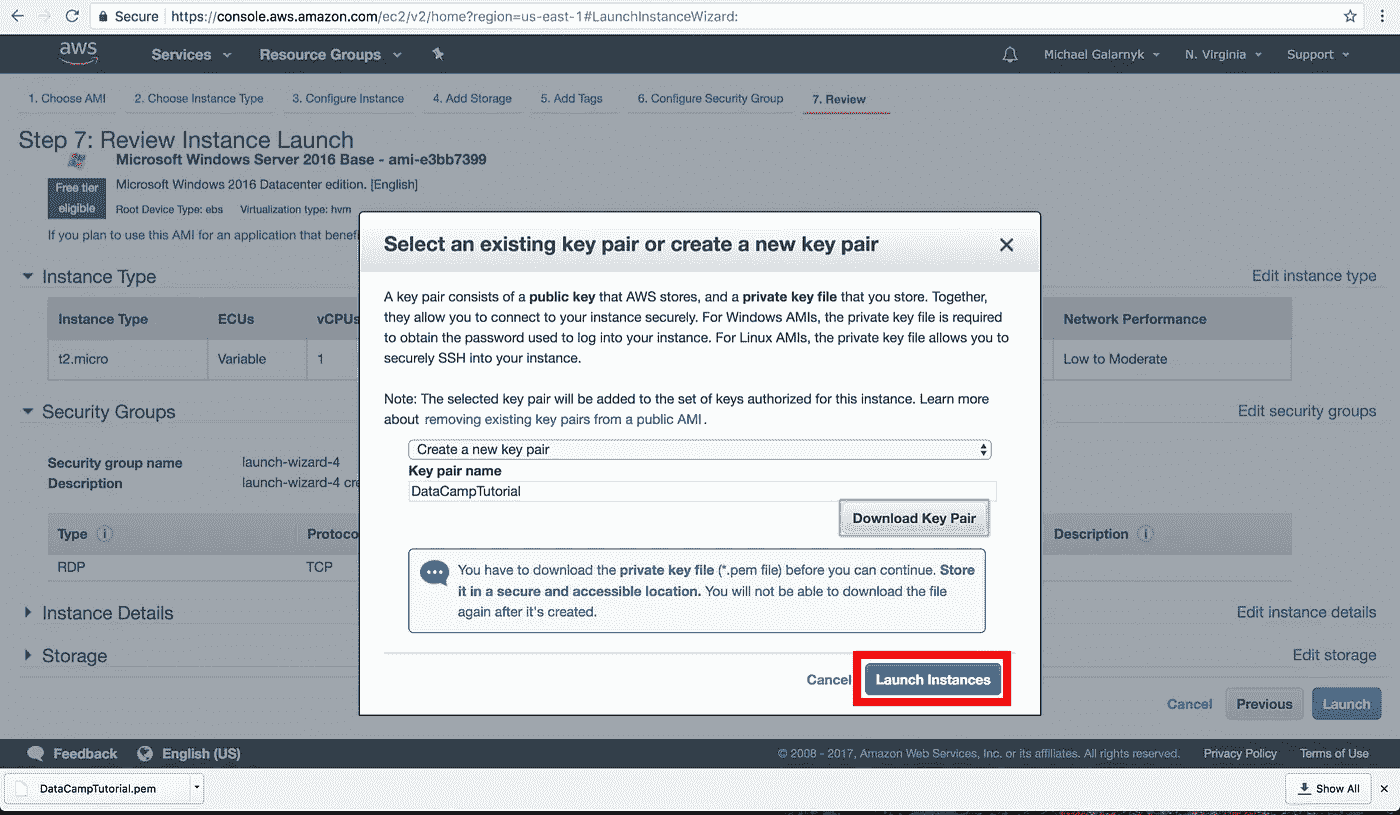 Secure https://console.aws.amazon.com/ec2/v2/home?region=us-east-1#LaunchInstanceWizard:
aws Services Resource Groups Michael Galarnyk N. Virginia Support
1. Choose AMI 2. Choose Instance Type 3. Configure Instance 4. Add Storage 5. Add Tags 6. Configure Security Group 7. Review
Step 7: Review Instance Launch
Microsoft Windows Server 2016 Base - ami-e3bb7399
Free tier
eligible
Microsoft Windows 2016 Datacenter edition. [English]
Root Device Type: ebs Virtualization type: hvm
If you plan to use this AMI for an application that benefi
Instance Type Edit instance type
Instance Type ECUs vCPUs Network Performance
t2.micro Variable 1 Low to Moderate
Security Groups Edit security groups
Security group name launch-wizard-4
Description launch-wizard-4 cre
Type Protoco Description
RDP TCP
Instance Details Edit instance details
Storage Edit storage
Cancel Previous Launch
Select an existing key pair or create a new key pair
A key pair consists of a public key that AWS stores, and a private key file that you store. Together,
they allow you to connect to your instance securely. For Windows AMIs, the private key file is required
to obtain the password used to log into your instance. For Linux AMIs, the private key file allows you to
securely SSH into your instance.
Note: The selected key pair will be added to the set of keys authorized for this instance. Learn more
about removing existing key pairs from a public AMI.
Create a new key pair
Key pair name
DataCampTutorial
Download Key Pair
You have to download the private key file (*.pem file) before you can continue. Store
it in a secure and accessible location. You will not be able to download the file
again after it's created.
Cancel Launch Instances
Feedback English (US) © 2008 - 2017, Amazon Web Services, Inc. or its affiliates. All rights reserved. Privacy Policy Terms of Use
DataCampTutorial.pem Show All